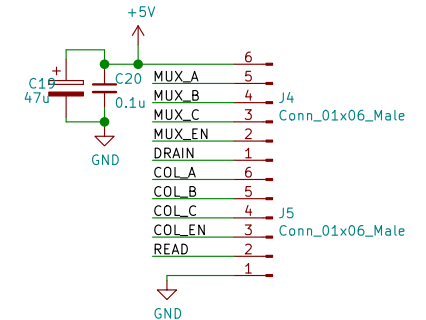 +5V
6
MUX_A 5
C19 + C20
47u 0.1u
MUX_B 4 J4
MUX_C 3 Conn_01x06_Male
MUX_EN 2
GND
DRAIN 1
COL_A 6
COL_B 5
COL_C 4 J5
COL_EN 3 Conn_01x06_Male
READ 2
1
GND